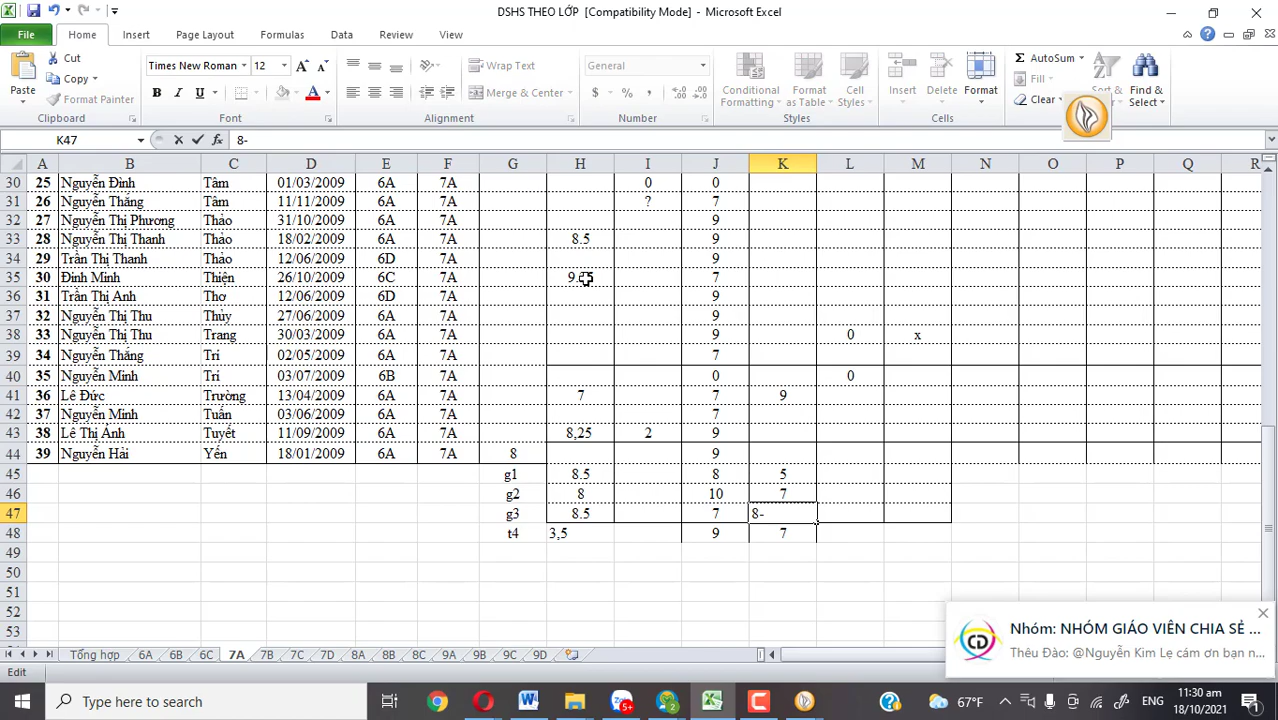 DSHS THEO LỚP [Compatibility Mode] - Microsoft Excel
File Home Insert Page Layout Formulas Data Review View
Cut Times New Roman 12 Wrap Text General AutoSum
Paste Copy Merge & Center Conditional Formatting Format as Table Cell Styles Insert Delete Format Fill Sort & Filter Find & Select
Format Painter Clear
Clipboard Font Alignment Number Styles Cells
K47 fx 8-
A B C D E F G H I J K L M N O P Q R
30 25 Nguyễn Đình Tâm 01/03/2009 6A 7A 0 0
31 26 Nguyễn Thắng Tâm 11/11/2009 6A 7A ? 7
32 27 Nguyễn Thị Phương Thảo 31/10/2009 6A 7A 9
33 28 Nguyễn Thị Thanh Thảo 18/02/2009 6A 7A 8.5 9
34 29 Trần Thị Thanh Thảo 12/06/2009 6D 7A 9
35 30 Đinh Minh Thiện 26/10/2009 6C 7A 7
36 31 Trần Thị Anh Thơ 12/06/2009 6D 7A 9
37 32 Nguyễn Thị Thu Thủy 27/06/2009 6A 7A 9
38 33 Nguyễn Thị Thu Trang 30/03/2009 6A 7A 9 0 x
39 34 Nguyễn Thắng Trí 02/05/2009 6A 7A 7
40 35 Nguyễn Minh Trí 03/07/2009 6B 7A 0 0
41 36 Lê Đức Trường 13/04/2009 6A 7A 7 7 9
42 37 Nguyễn Minh Tuấn 03/06/2009 6A 7A 7
43 38 Lê Thị Ánh Tuyết 11/09/2009 6A 7A 8,25 2 9
44 39 Nguyễn Hải Yến 18/01/2009 6A 7A 8 9
45 g1 8.5 8 5
46 g2 8 10 7
47 g3 8.5 7 8-
48 t4 3,5 9 7
49
50
51
52
53
Nhóm: NHÓM GIÁO VIÊN CHIA SẺ ...
Thêu Đào: @Nguyễn Kim Lẹ cám ơn bạn n...
Tổng hợp 6A 6B 6C 7A 7B 7C 7D 8A 8B 8C 9A 9B 9C 9D
Edit
Type here to search 5+ 67°F ENG 11:30 am
18/10/2021 1